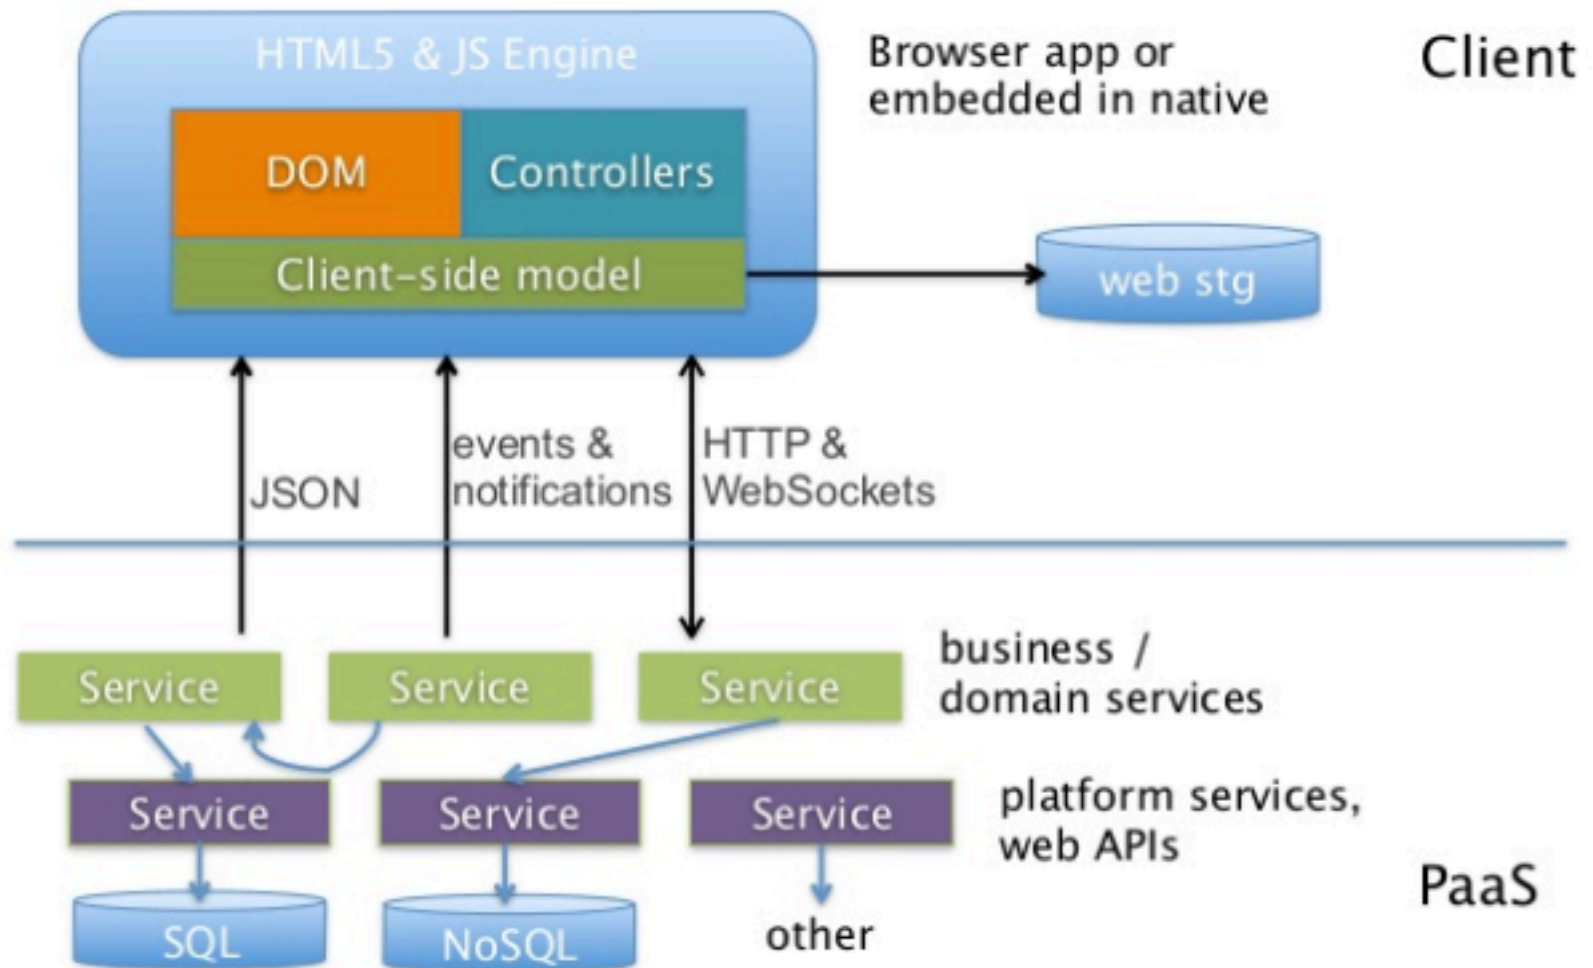 HTML5 & JS Engine
Browser app or
embedded in native
Client
DOM
Controllers
Client-side model
web stg
JSON
events &
notifications
HTTP &
WebSockets
Service
Service
Service
business /
domain services
Service
Service
Service
platform services,
web APIs
SQL
NoSQL
other
PaaS